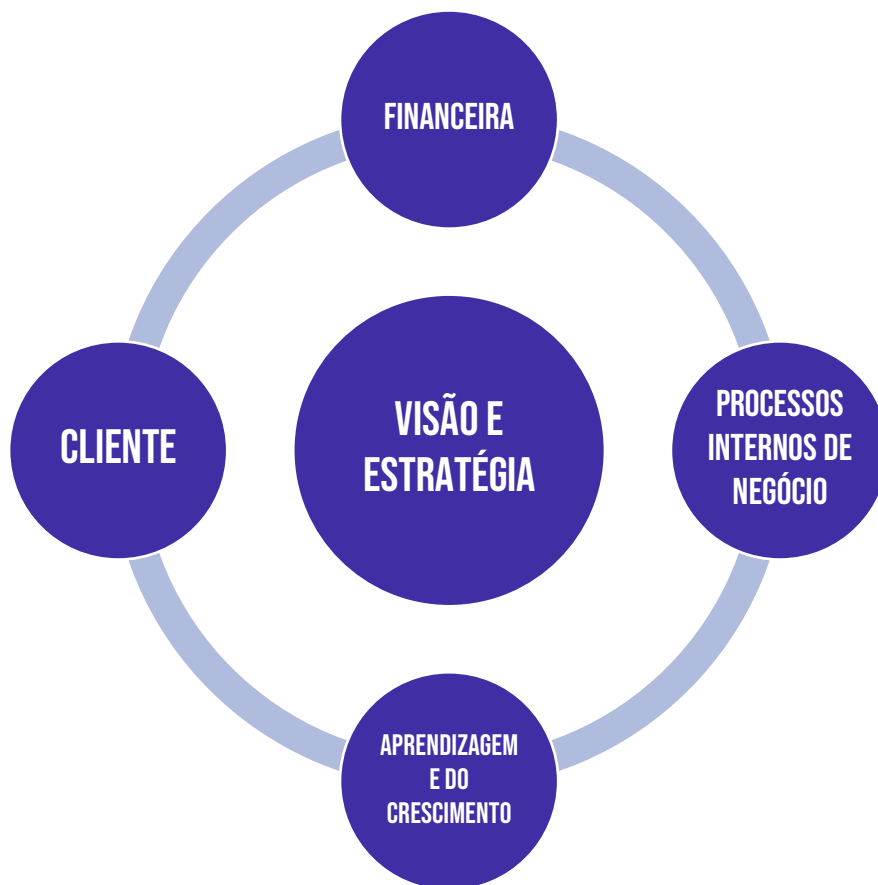 FINANCEIRA
CLIENTE
VISÃO E
ESTRATÉGIA
PROCESSOS
INTERNOS DE
NEGÓCIO
APRENDIZAGEM
E DO
CRESCIMENTO